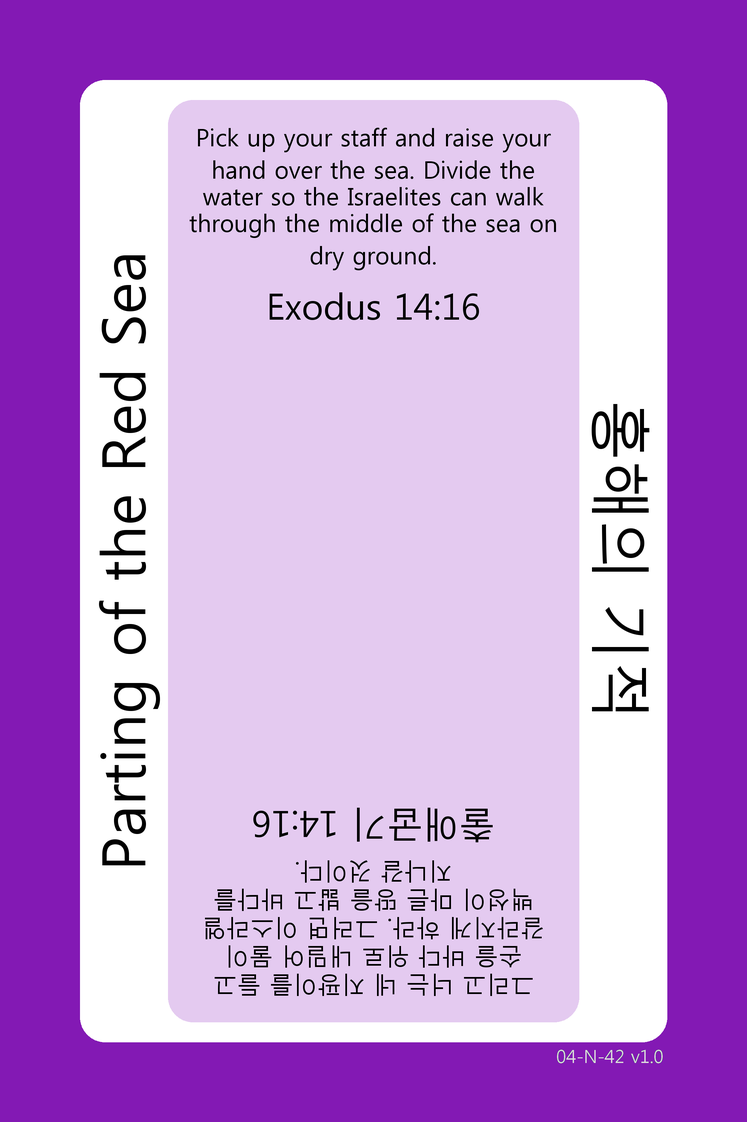 Parting of the Red Sea
Pick up your staff and raise your
hand over the sea. Divide the
water so the Israelites can walk
through the middle of the sea on
dry ground.
Exodus 14:16
홍해의 기적
그리고 너는 네 지팡이를 들고
손을 바다 위로 내밀어 물이
갈라지게 하라. 그러면 이스라엘
백성이 마른 땅을 밟고 바다를
지나갈 것이다.
출애굽기 14:16
04-N-42 v1.0